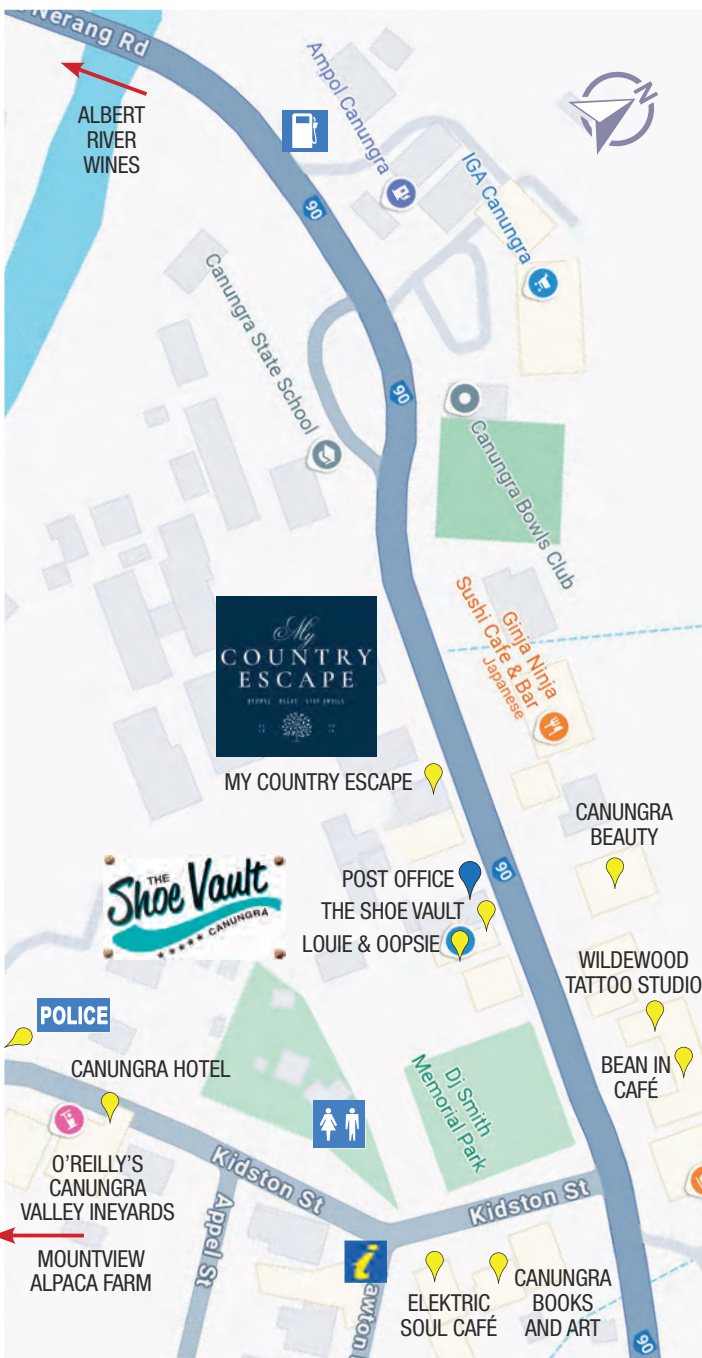 Nerang Rd
ALBERT
RIVER
WINES
Ampol Canungra
N
IGA Canungra
90
Canungra State School
90
Canungra Bowls Club
My
COUNTRY
ESCAPE
Ginja Ninja
Sushi Cafe & Bar
Japanese
MY COUNTRY ESCAPE
CANUNGRA
BEAUTY
THE
Shoe Vault
CANUNGRA
POST OFFICE
90
THE SHOE VAULT
LOUIE & OOPSIE
WILDEWOOD
TATTOO STUDIO
POLICE
CANUNGRA HOTEL
BEAN IN
CAFÉ
Dj Smith
Memorial Park
O'REILLY'S
CANUNGRA
VALLEY INEYARDS
Kidston St
Kidston St
Appel St
MOUNTVIEW
ALPACA FARM
i
awton
ELEKTRIC
SOUL CAFÉ
CANUNGRA
BOOKS
AND ART
90